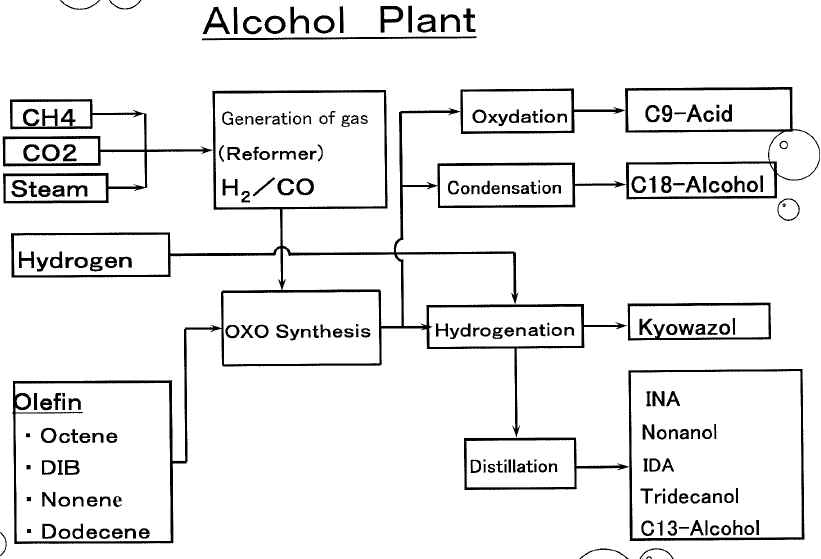 Alcohol Plant
CH4
CO2
Steam
Generation of gas
(Reformer)
H₂／CO
Oxydation
C9-Acid
Condensation
C18-Alcohol
Hydrogen
OXO Synthesis
Hydrogenation
Kyowazol
Olefin
・Octene
・DIB
・Nonene
・Dodecene
Distillation
INA
Nonanol
IDA
Tridecanol
C13-Alcohol